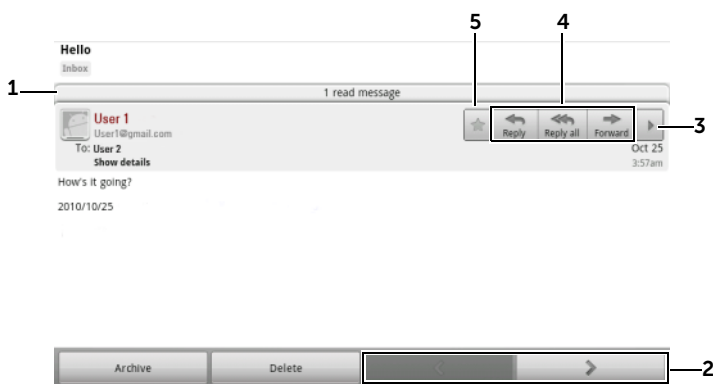 5 4
Hello
Inbox
1
1 read message
User 1
User1@gmail.com
Reply Reply all Forward
3
To: User 2
Oct 25
Show details
3:57am
How's it going?
2010/10/25
Archive Delete
2